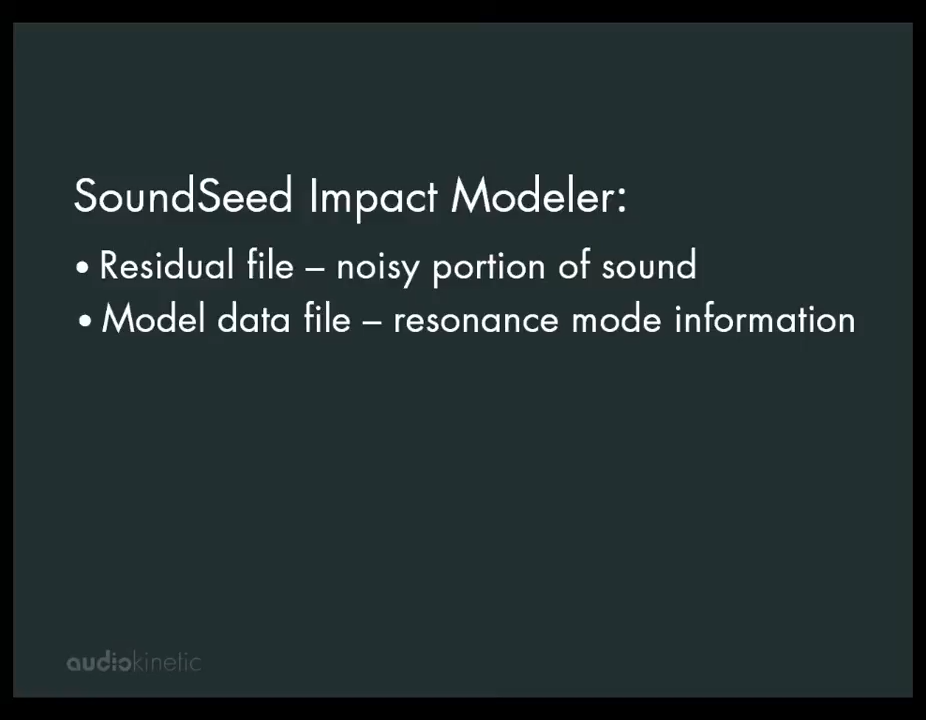 SoundSeed Impact Modeler:
• Residual file – noisy portion of sound
• Model data file – resonance mode information
audiokinetic